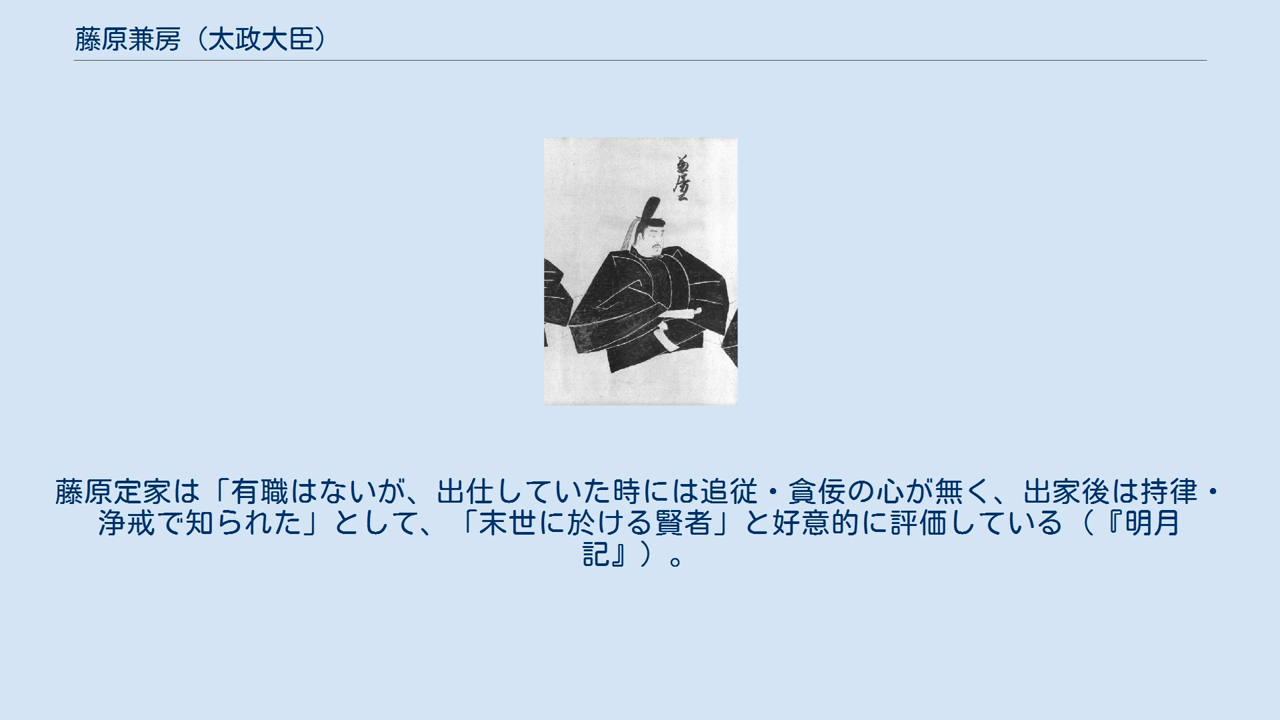 藤原兼房（太政大臣）
兼房公
藤原定家は「有職はないが、出仕していた時には追従・貪佞の心が無く、出家後は持律・
浄戒で知られた」として、「末世に於ける賢者」と好意的に評価している（『明月
記』）。